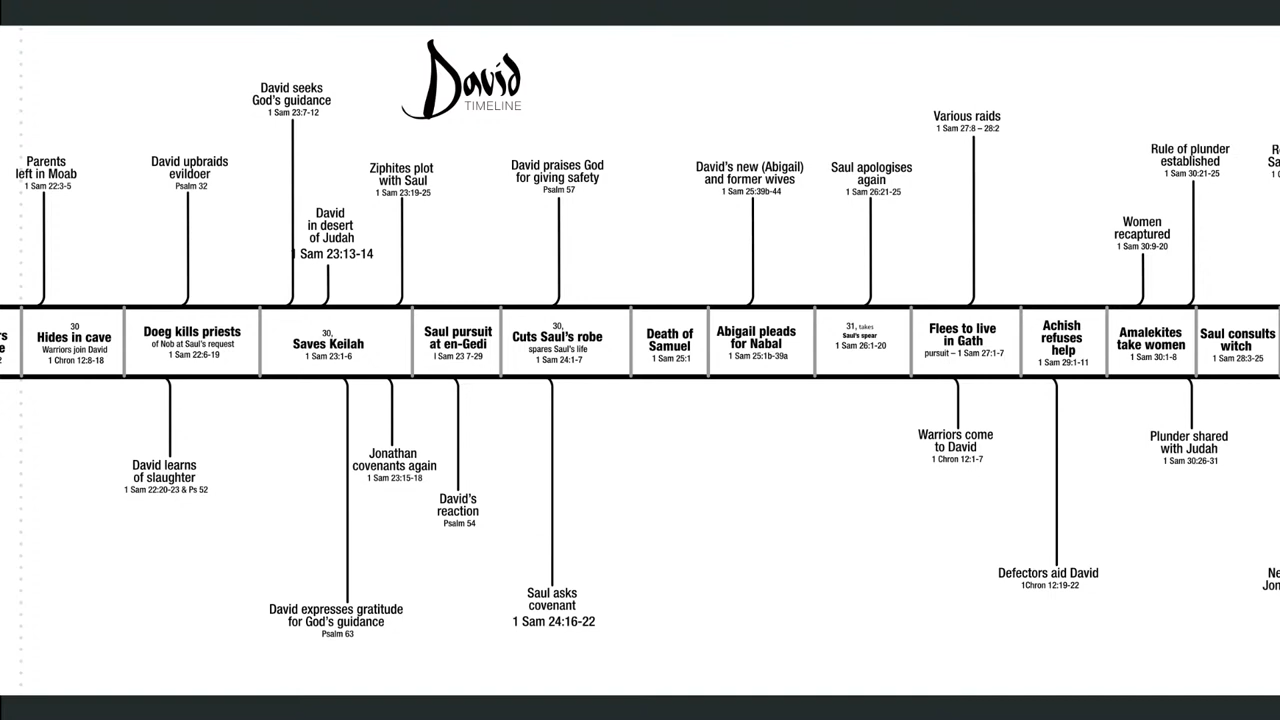 David
TIMELINE
David seeks
God's guidance
1 Sam 23:7-12
Various raids
1 Sam 27:8 – 28:2
Parents
left in Moab
1 Sam 22:3-5
David upbraids
evildoer
Psalm 32
Ziphites plot
with Saul
1 Sam 23:19-25
David praises God
for giving safety
Psalm 57
David's new (Abigail)
and former wives
1 Sam 25:39b-44
Saul apologises
again
1 Sam 26:21-25
Rule of plunder
established
1 Sam 30:21-25
David
in desert
of Judah
1 Sam 23:13-14
Women
recaptured
1 Sam 30:9-20
30
Hides in cave
Warriors join David
1 Chron 12:8-18
Doeg kills priests
of Nob at Saul's request
1 Sam 22:6-19
30,
Saves Keilah
1 Sam 23:1-6
Saul pursuit
at en-Gedi
I Sam 23 7-29
30,
Cuts Saul's robe
spares Saul's life
1 Sam 24:1-7
Death of
Samuel
1 Sam 25:1
Abigail pleads
for Nabal
1 Sam 25:1b-39a
31, takes
Saul's spear
1 Sam 26:1-20
Flees to live
in Gath
pursuit – 1 Sam 27:1-7
Achish
refuses
help
1 Sam 29:1-11
Amalekites
take women
1 Sam 30:1-8
Saul consults
witch
1 Sam 28:3-25
David learns
of slaughter
1 Sam 22:20-23 & Ps 52
Jonathan
covenants again
1 Sam 23:15-18
David's
reaction
Psalm 54
Warriors come
to David
1 Chron 12:1-7
Plunder shared
with Judah
1 Sam 30:26-31
Defectors aid David
1Chron 12:19-22
Saul asks
covenant
1 Sam 24:16-22
David expresses gratitude
for God's guidance
Psalm 63